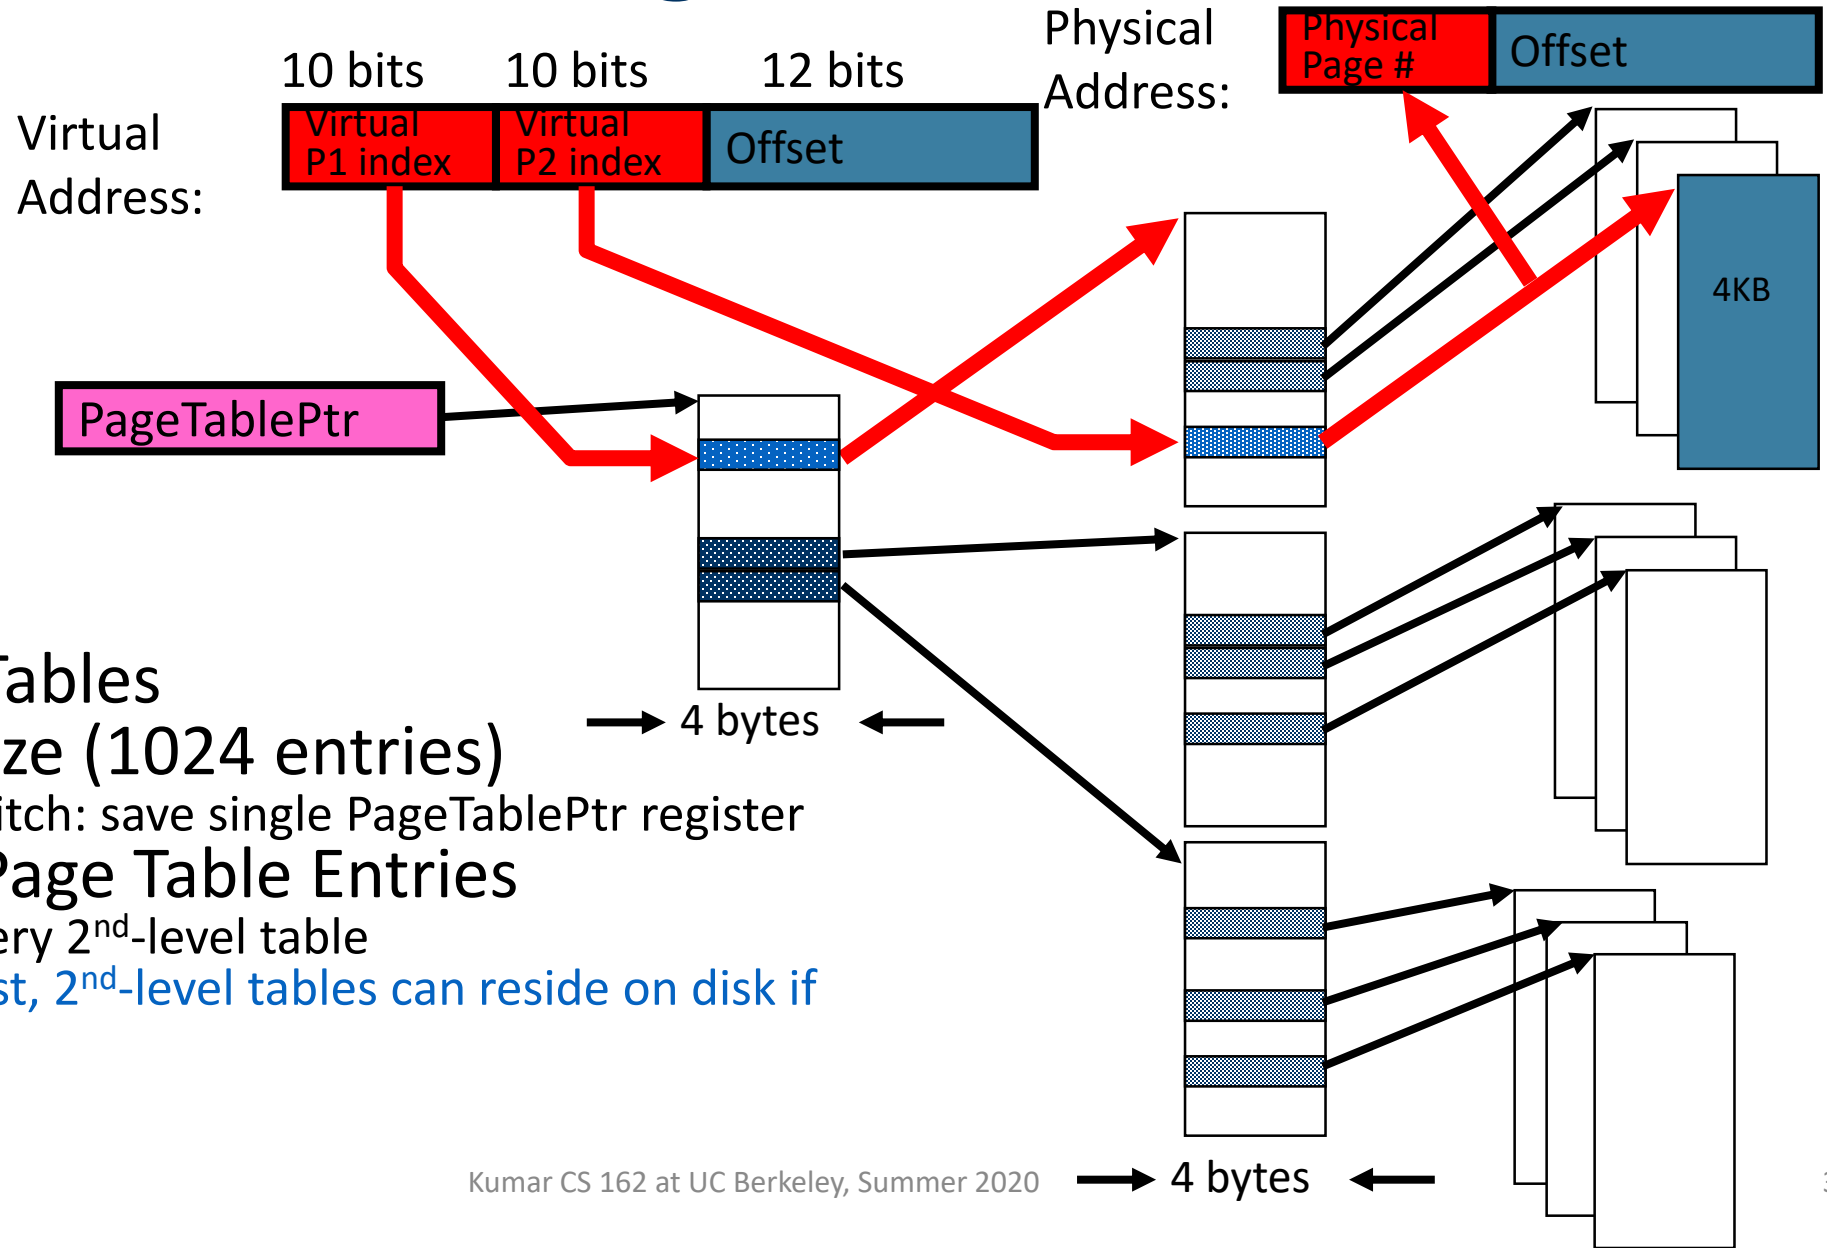 10 bits 10 bits 12 bits
Virtual
Address:
Virtual
P1 index
Virtual
P2 index
Offset
Physical
Address:
Physical
Page #
Offset
4KB
PageTablePtr
4 bytes
Tables
ze (1024 entries)
itch: save single PageTablePtr register
Page Table Entries
ery 2nd-level table
st, 2nd-level tables can reside on disk if
4 bytes
Kumar CS 162 at UC Berkeley, Summer 2020